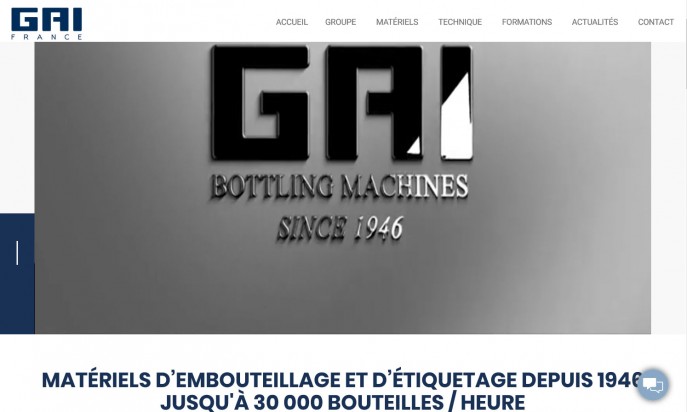 GAI
FRANCE
ACCUEIL GROUPE MATÉRIELS TECHNIQUE FORMATIONS ACTUALITÉS CONTACT
GAI
BOTTLING MACHINES
SINCE 1946
MATÉRIELS D’EMBOUTEILLAGE ET D’ÉTIQUETAGE DEPUIS 1946
JUSQU'À 30 000 BOUTEILLES / HEURE